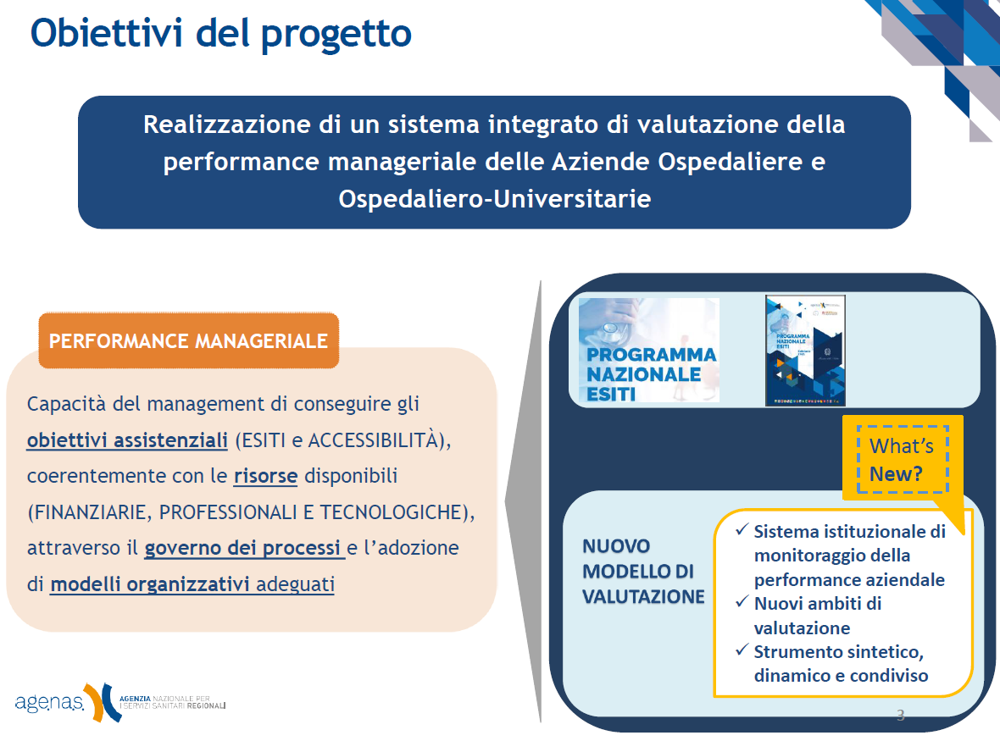 Obiettivi del progetto
Realizzazione di un sistema integrato di valutazione della
performance manageriale delle Aziende Ospedaliere e
Ospedaliero-Universitarie
PERFORMANCE MANAGERIALE
Capacità del management di conseguire gli
obiettivi assistenziali (ESITI e ACCESSIBILITÀ),
coerentemente con le risorse disponibili
(FINANZIARIE, PROFESSIONALI E TECNOLOGICHE),
attraverso il governo dei processi e l'adozione
di modelli organizzativi adeguati
PROGRAMMA
NAZIONALE
ESITI
PROGRAMMA
NAZIONALE
ESITI
What's
New?
NUOVO
MODELLO DI
VALUTAZIONE
✓ Sistema istituzionale di
monitoraggio della
performance aziendale
✓ Nuovi ambiti di
valutazione
✓ Strumento sintetico,
dinamico e condiviso
agenas.
AGENZIA NAZIONALE PER
I SERVIZI SANITARI REGIONALI
3